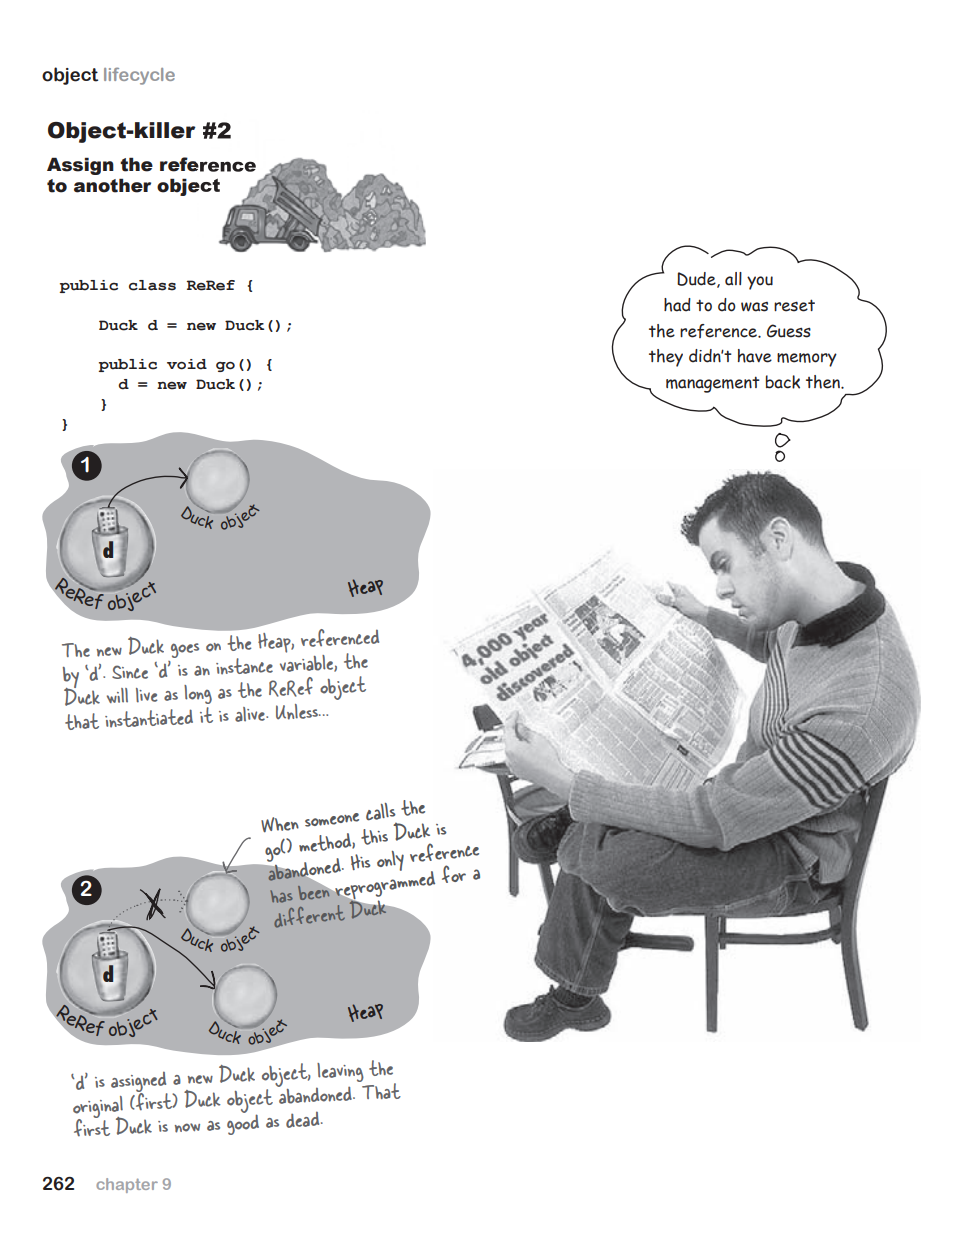 object lifecycle
Object-killer #2
Assign the reference
to another object
public class ReRef {
Duck d = new Duck();
public void go() {
d = new Duck();
}
}
Dude, all you
had to do was reset
the reference. Guess
they didn’t have memory
management back then.
1
Duck object
d
ReRef object
Heap
The new Duck goes on the Heap, referenced
by ‘d’. Since ‘d’ is an instance variable, the
Duck will live as long as the ReRef object
that instantiated it is alive. Unless...
4,000 year
old object
discovered
When someone calls the
go() method, this Duck is
abandoned. His only reference
has been reprogrammed for a
different Duck
2
Duck object
d
ReRef object
Duck object
Heap
‘d’ is assigned a new Duck object, leaving the
original (first) Duck object abandoned. That
first Duck is now as good as dead.
262 chapter 9